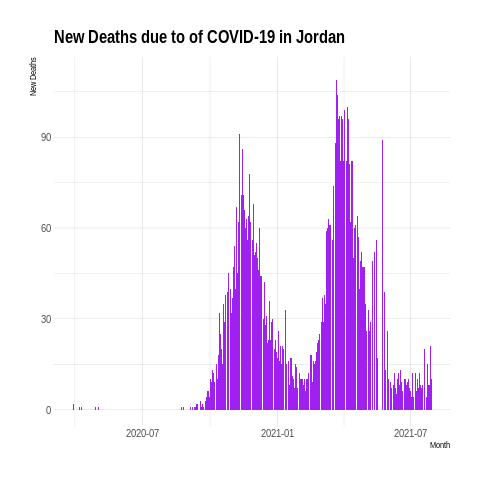 New Deaths due to of COVID-19 in Jordan
New Deaths
90
60
30
0
2020-07
2021-01
2021-07
Month